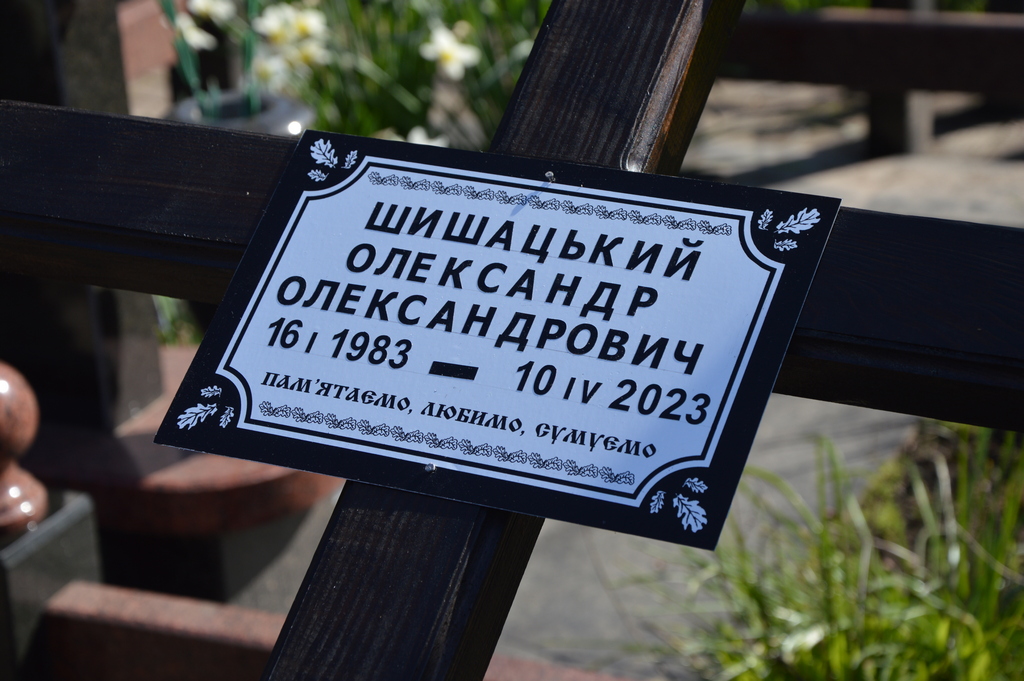 ШИШАЦЬКИЙ
ОЛЕКСАНДР
ОЛЕКСАНДРОВИЧ
16 I 1983 — 10 IV 2023
ПАМ'ЯТАЄМО, ЛЮБИМО, СУМУЄМО